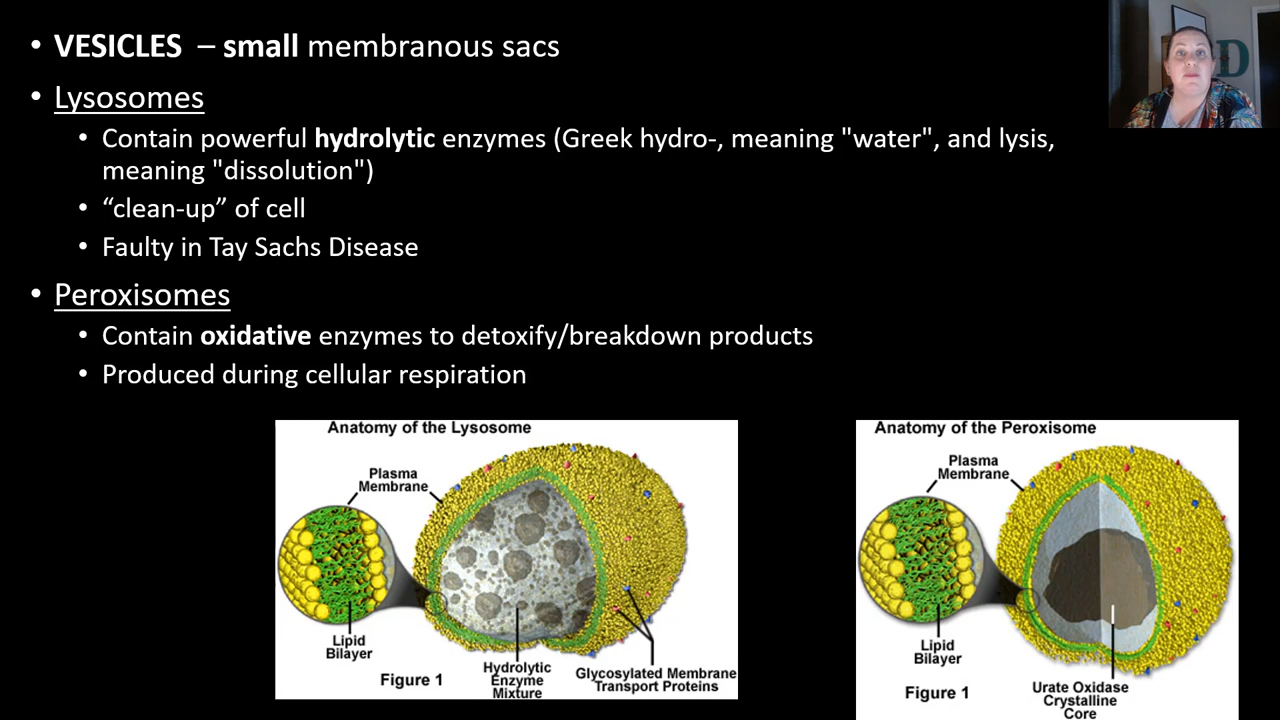 • VESICLES – small membranous sacs
• Lysosomes
• Contain powerful hydrolytic enzymes (Greek hydro-, meaning "water", and lysis,
meaning "dissolution")
• “clean-up” of cell
• Faulty in Tay Sachs Disease
• Peroxisomes
• Contain oxidative enzymes to detoxify/breakdown products
• Produced during cellular respiration
Anatomy of the Lysosome
Plasma
Membrane
Lipid
Bilayer
Figure 1
Hydrolytic
Enzyme
Mixture
Glycosylated Membrane
Transport Proteins
Anatomy of the Peroxisome
Plasma
Membrane
Lipid
Bilayer
Figure 1
Urate Oxidase
Crystalline
Core
D